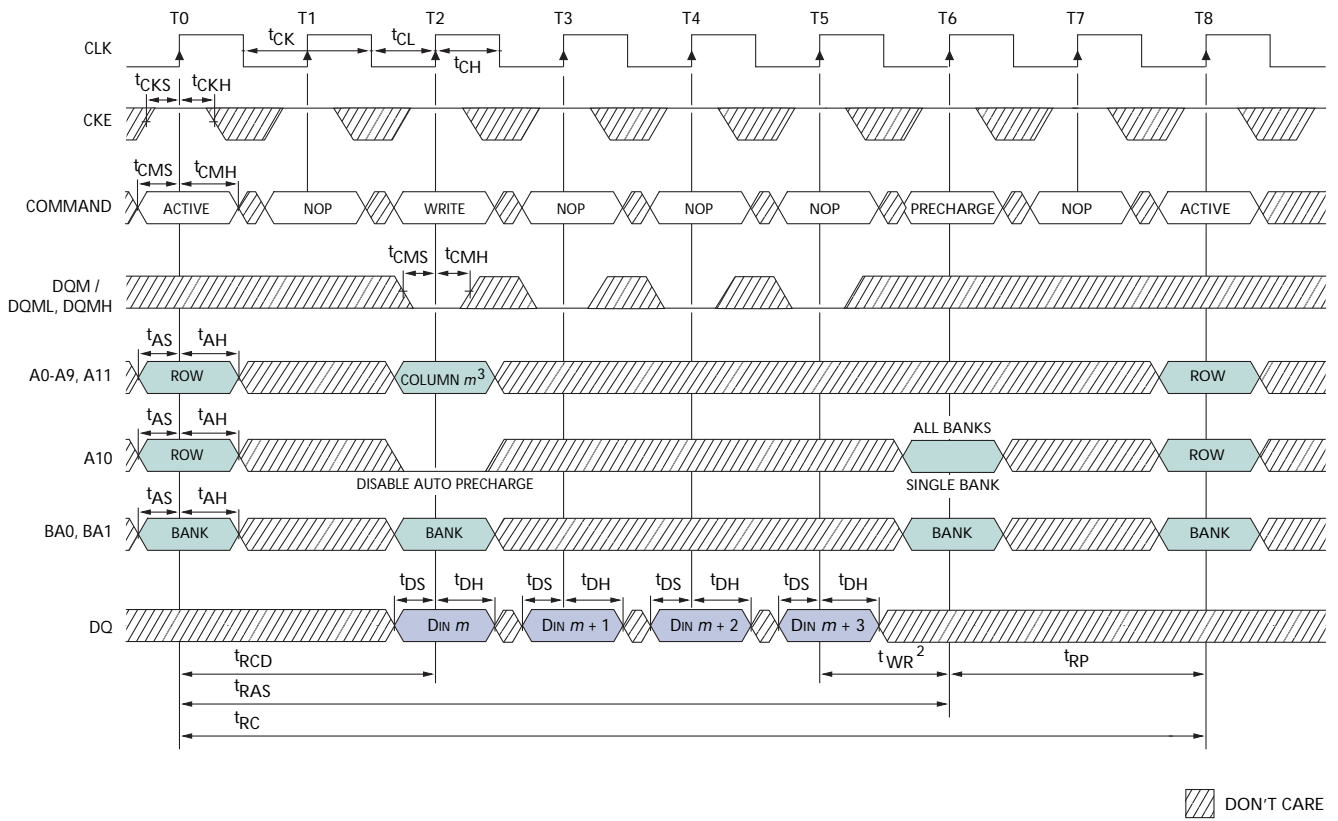 T0 T1 T2 T3 T4 T5 T6 T7 T8
CLK
tCK tCL
tCH
tCKS tCKH
CKE
tCMS tCMH
COMMAND ACTIVE NOP WRITE NOP NOP NOP PRECHARGE NOP ACTIVE
tCMS tCMH
DQM /
DQML, DQMH
tAS tAH
A0-A9, A11 ROW COLUMN m3 ROW
tAS tAH
ALL BANKS
A10 ROW ROW
DISABLE AUTO PRECHARGE SINGLE BANK
tAS tAH
BA0, BA1 BANK BANK BANK BANK
tDS tDH tDS tDH tDS tDH tDS tDH
DQ DIN m DIN m + 1 DIN m + 2 DIN m + 3
tRCD tWR2 tRP
tRAS
tRC
DON'T CARE